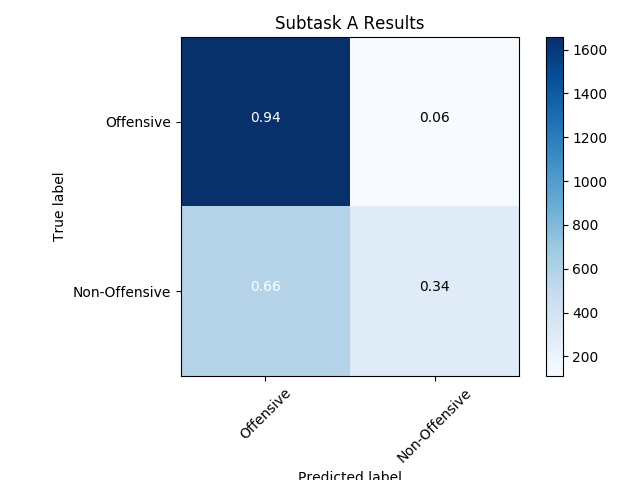 Subtask A Results
1600
1400
1200
1000
800
600
400
200
True label
Offensive
0.94
0.06
Non-Offensive
0.66
0.34
Offensive
Non-Offensive
Predicted label